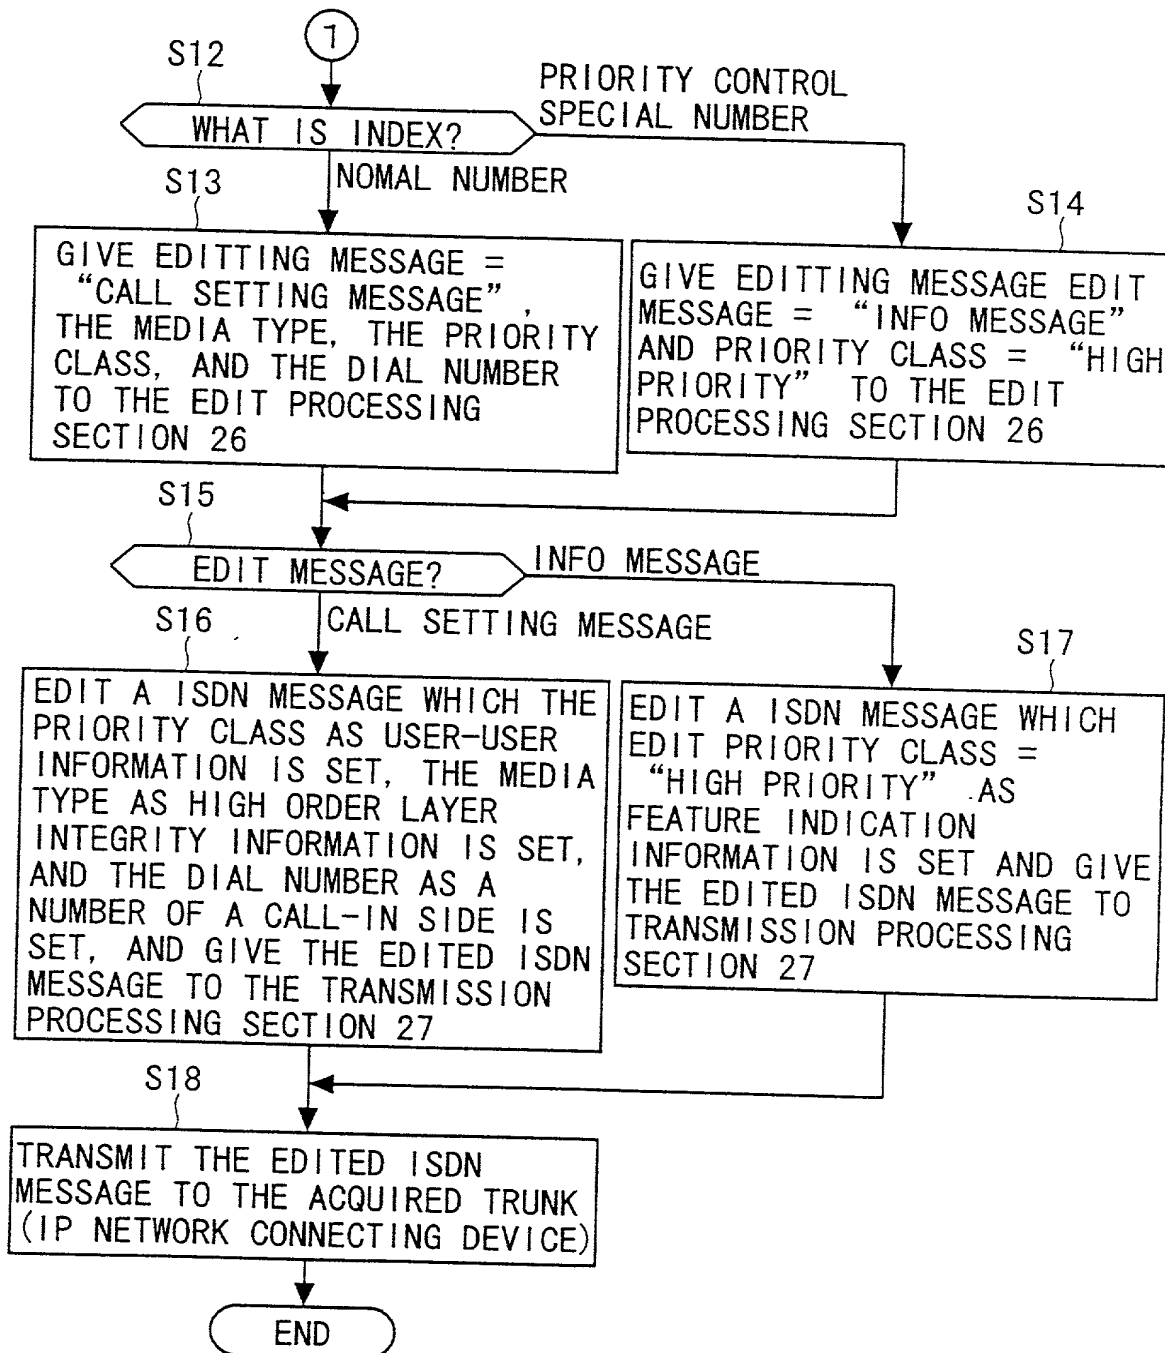 1
S12
PRIORITY CONTROL
SPECIAL NUMBER
WHAT IS INDEX?
S13
NOMAL NUMBER
S14
GIVE EDITTING MESSAGE =
“CALL SETTING MESSAGE” ,
THE MEDIA TYPE, THE PRIORITY
CLASS, AND THE DIAL NUMBER
TO THE EDIT PROCESSING
SECTION 26
GIVE EDITTING MESSAGE EDIT
MESSAGE = “INFO MESSAGE”
AND PRIORITY CLASS = “HIGH
PRIORITY” TO THE EDIT
PROCESSING SECTION 26
S15
EDIT MESSAGE?
INFO MESSAGE
S16
CALL SETTING MESSAGE
S17
EDIT A ISDN MESSAGE WHICH THE
PRIORITY CLASS AS USER-USER
INFORMATION IS SET, THE MEDIA
TYPE AS HIGH ORDER LAYER
INTEGRITY INFORMATION IS SET,
AND THE DIAL NUMBER AS A
NUMBER OF A CALL-IN SIDE IS
SET, AND GIVE THE EDITED ISDN
MESSAGE TO THE TRANSMISSION
PROCESSING SECTION 27
EDIT A ISDN MESSAGE WHICH
EDIT PRIORITY CLASS =
“HIGH PRIORITY” AS
FEATURE INDICATION
INFORMATION IS SET AND GIVE
THE EDITED ISDN MESSAGE TO
TRANSMISSION PROCESSING
SECTION 27
S18
TRANSMIT THE EDITED ISDN
MESSAGE TO THE ACQUIRED TRUNK
(IP NETWORK CONNECTING DEVICE)
END